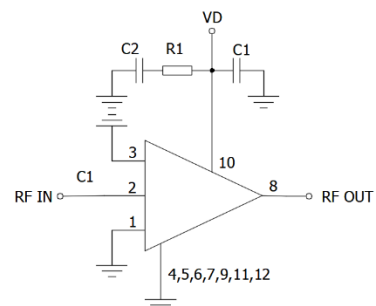 VD
C2
R1
C1
3
10
C1
8
RF IN
2
RF OUT
1
4,5,6,7,9,11,12